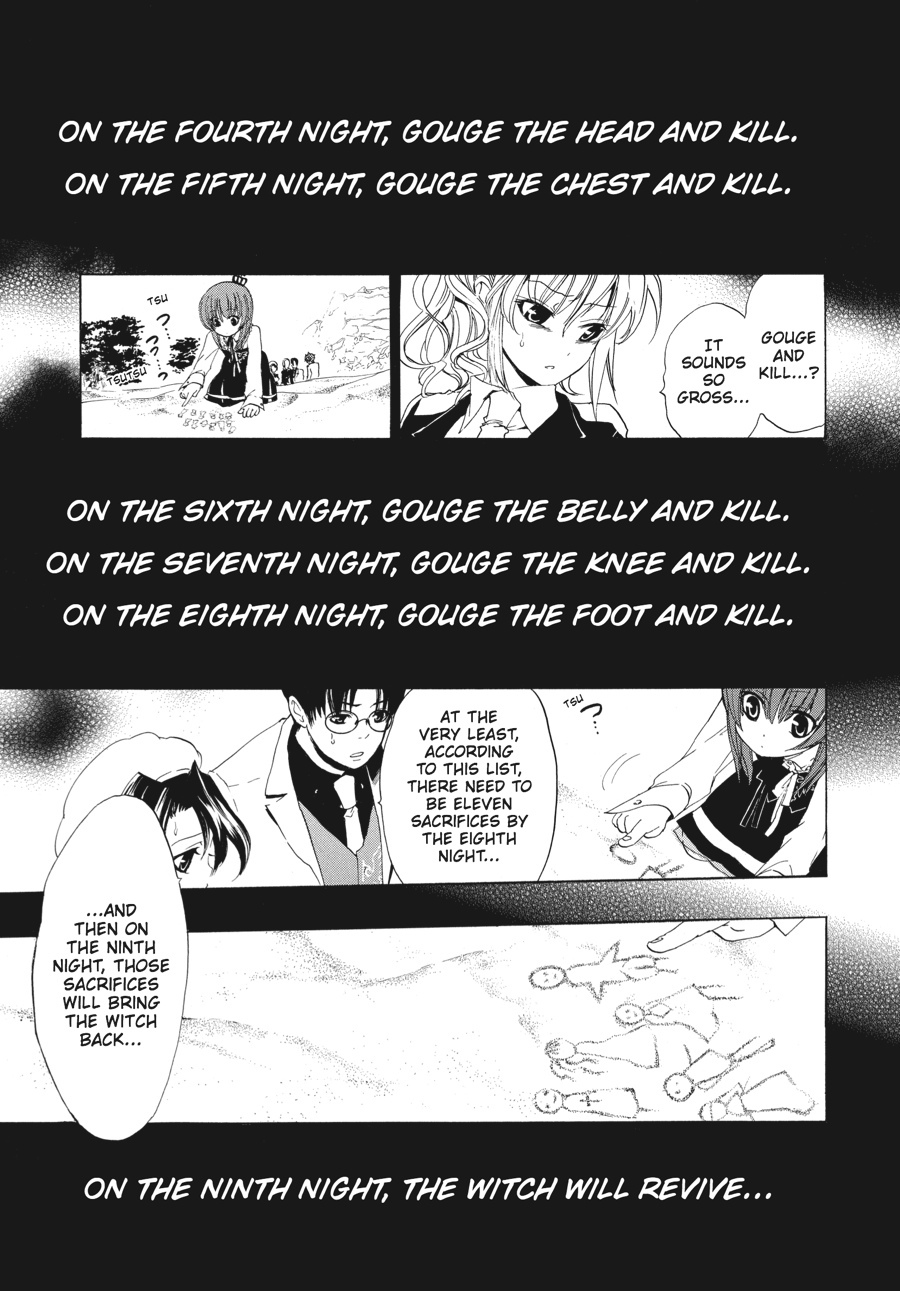 ON THE FOURTH NIGHT, GOUGE THE HEAD AND KILL.
ON THE FIFTH NIGHT, GOUGE THE CHEST AND KILL.
GOUGE
AND
KILL...?
IT
SOUNDS
SO
GROSS...
TSU
TSUTSU
ON THE SIXTH NIGHT, GOUGE THE BELLY AND KILL.
ON THE SEVENTH NIGHT, GOUGE THE KNEE AND KILL.
ON THE EIGHTH NIGHT, GOUGE THE FOOT AND KILL.
TSU
AT THE
VERY LEAST,
ACCORDING
TO THIS LIST,
THERE NEED TO
BE ELEVEN
SACRIFICES BY
THE EIGHTH
NIGHT...
...AND
THEN ON
THE NINTH
NIGHT, THOSE
SACRIFICES
WILL BRING
THE WITCH
BACK...
ON THE NINTH NIGHT, THE WITCH WILL REVIVE...